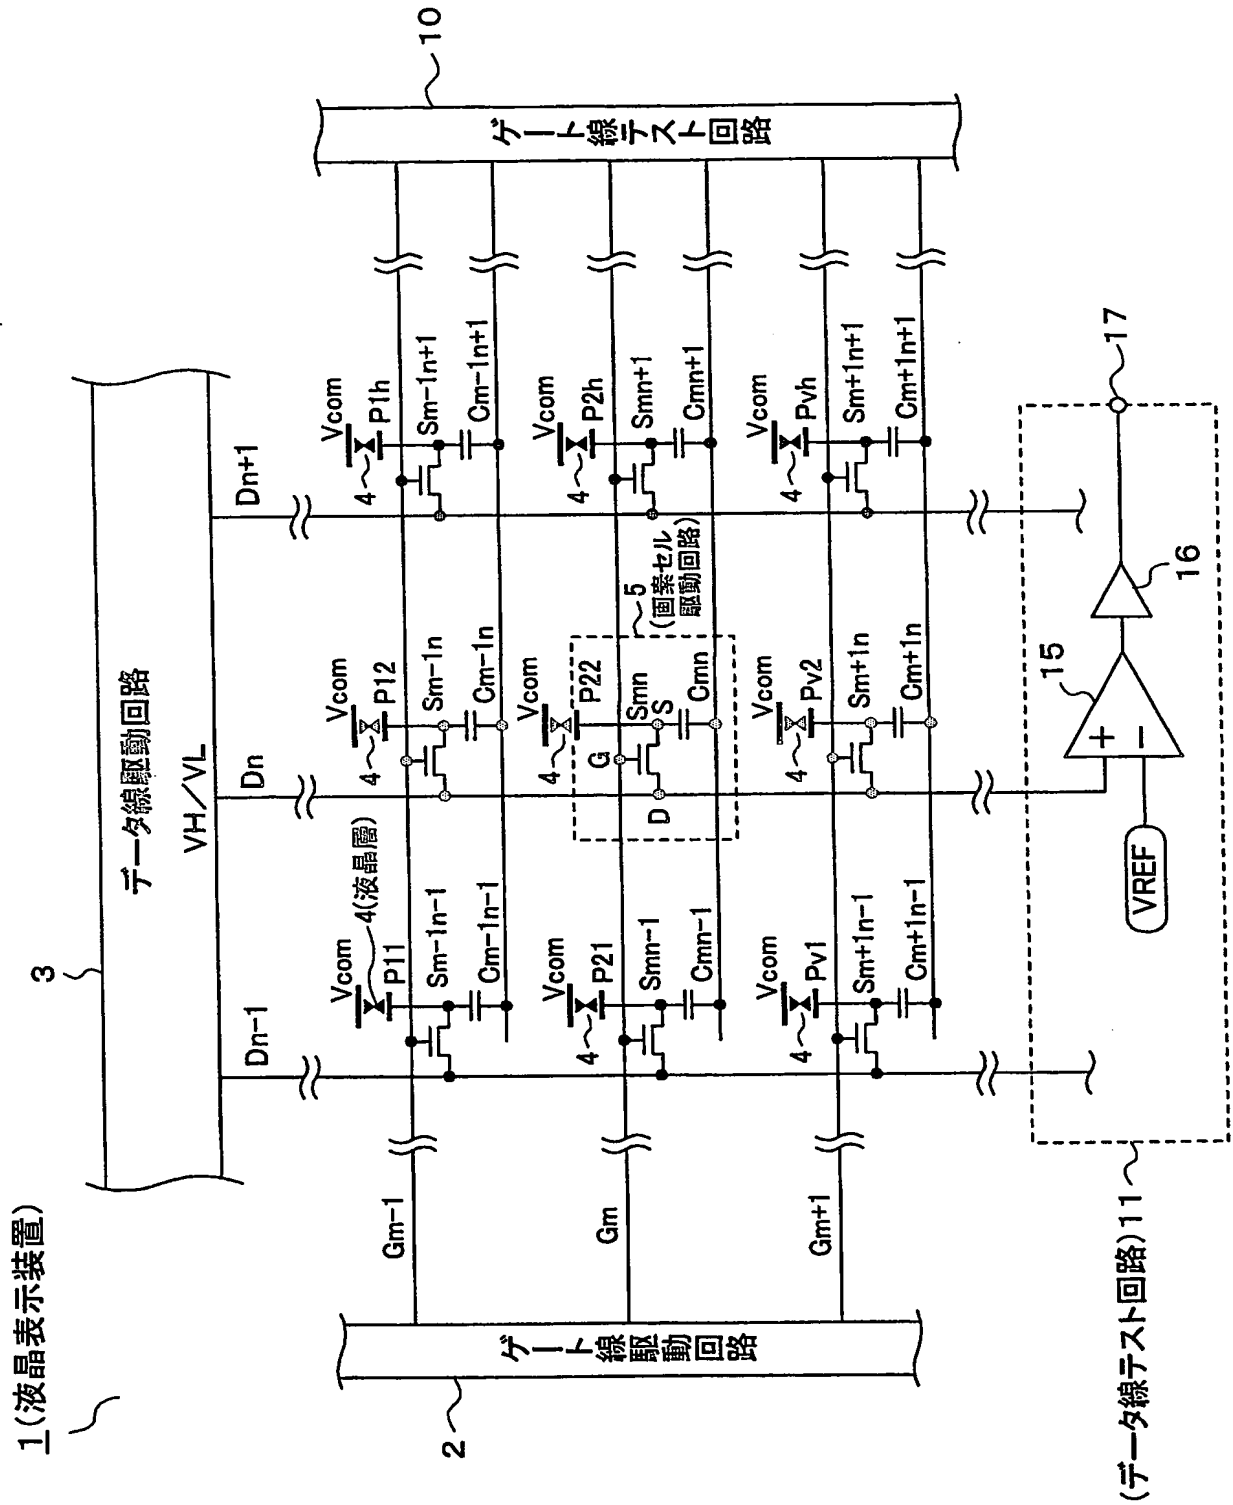 1(液晶表示装置)
3
データ線駆動回路
VH/VL
Dn-1
Dn
Dn+1
2
ゲート線駆動回路
10
ゲート線テスト回路
Gm-1
Gm
Gm+1
Vcom
4(液晶層)
P11
Sm-1n-1
Cm-1n-1
Vcom
4
P12
Sm-1n
Cm-1n
Vcom
4
P1h
Sm-1n+1
Cm-1n+1
Vcom
4
P21
Smn-1
Cmn-1
Vcom
4
P22
G
Smn
S
D
Cmn
5
(画素セル
駆動回路)
Vcom
4
P2h
Smn+1
Cmn+1
Vcom
4
Pv1
Sm+1n-1
Cm+1n-1
Vcom
4
Pv2
Sm+1n
Cm+1n
Vcom
4
Pvh
Sm+1n+1
Cm+1n+1
(データ線テスト回路)11
VREF
+
−
15
16
17